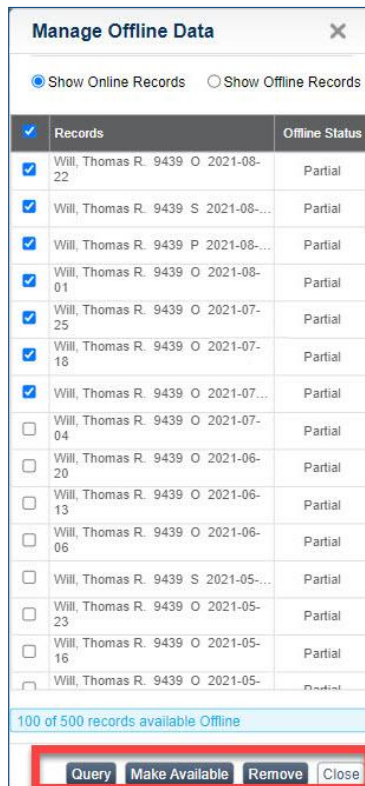 Manage Offline Data
Show Online Records Show Offline Records
Records Offline Status
Will, Thomas R. 9439 O 2021-08-
22 Partial
Will, Thomas R. 9439 S 2021-08-... Partial
Will, Thomas R. 9439 P 2021-08-... Partial
Will, Thomas R. 9439 O 2021-08-
01 Partial
Will, Thomas R. 9439 O 2021-07-
25 Partial
Will, Thomas R. 9439 O 2021-07-
18 Partial
Will, Thomas R. 9439 O 2021-07... Partial
Will, Thomas R. 9439 O 2021-07-
04 Partial
Will, Thomas R. 9439 O 2021-06-
20 Partial
Will, Thomas R. 9439 O 2021-06-
13 Partial
Will, Thomas R. 9439 O 2021-06-
06 Partial
Will, Thomas R. 9439 S 2021-05-... Partial
Will, Thomas R. 9439 O 2021-05-
23 Partial
Will, Thomas R. 9439 O 2021-05-
16 Partial
Will, Thomas R. 9439 O 2021-05- Partial
100 of 500 records available Offline
Query Make Available Remove Close